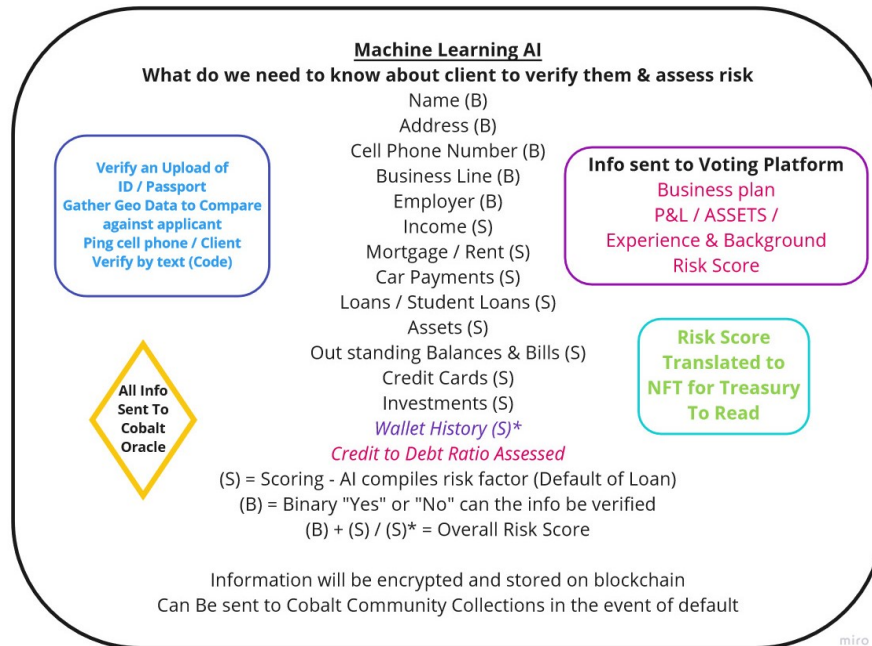 Machine Learning AI
What do we need to know about client to verify them & assess risk
Name (B)
Address (B)
Cell Phone Number (B)
Business Line (B)
Employer (B)
Income (S)
Mortgage / Rent (S)
Car Payments (S)
Loans / Student Loans (S)
Assets (S)
Out standing Balances & Bills (S)
Credit Cards (S)
Investments (S)
Wallet History (S)*
Credit to Debt Ratio Assessed
(S) = Scoring - AI compiles risk factor (Default of Loan)
(B) = Binary "Yes" or "No" can the info be verified
(B) + (S) / (S)* = Overall Risk Score
Verify an Upload of
ID / Passport
Gather Geo Data to Compare
against applicant
Ping cell phone / Client
Verify by text (Code)
All Info
Sent To
Cobalt
Oracle
Info sent to Voting Platform
Business plan
P&L / ASSETS /
Experience & Background
Risk Score
Risk Score
Translated to
NFT for Treasury
To Read
Information will be encrypted and stored on blockchain
Can Be sent to Cobalt Community Collections in the event of default
miro